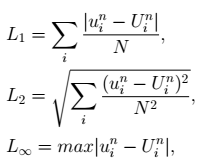 L_1 = \sum_i \frac{|u_i^n - U_i^n|}{N},
L_2 = \sqrt{\sum_i \frac{(u_i^n - U_i^n)^2}{N^2}},
L_\infty = max|u_i^n - U_i^n|,